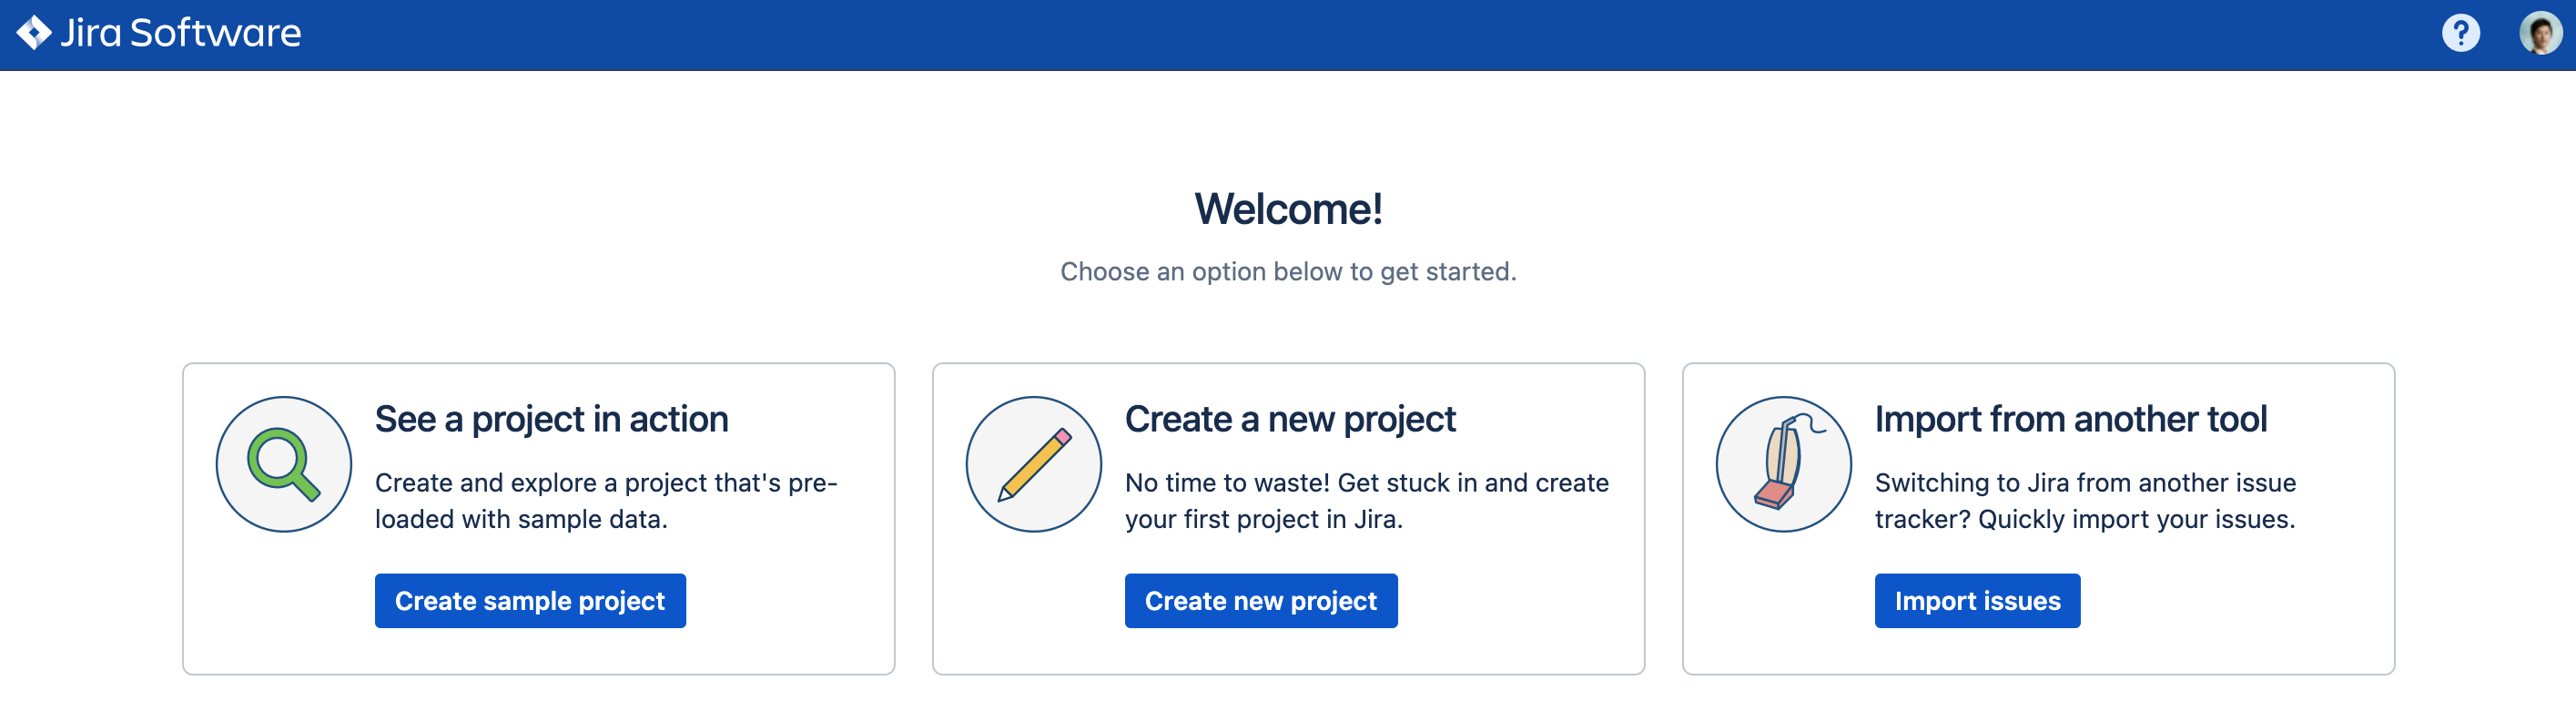 Jira Software
?
Welcome!
Choose an option below to get started.
See a project in action
Create and explore a project that's pre-
loaded with sample data.
Create sample project
Create a new project
No time to waste! Get stuck in and create
your first project in Jira.
Create new project
Import from another tool
Switching to Jira from another issue
tracker? Quickly import your issues.
Import issues